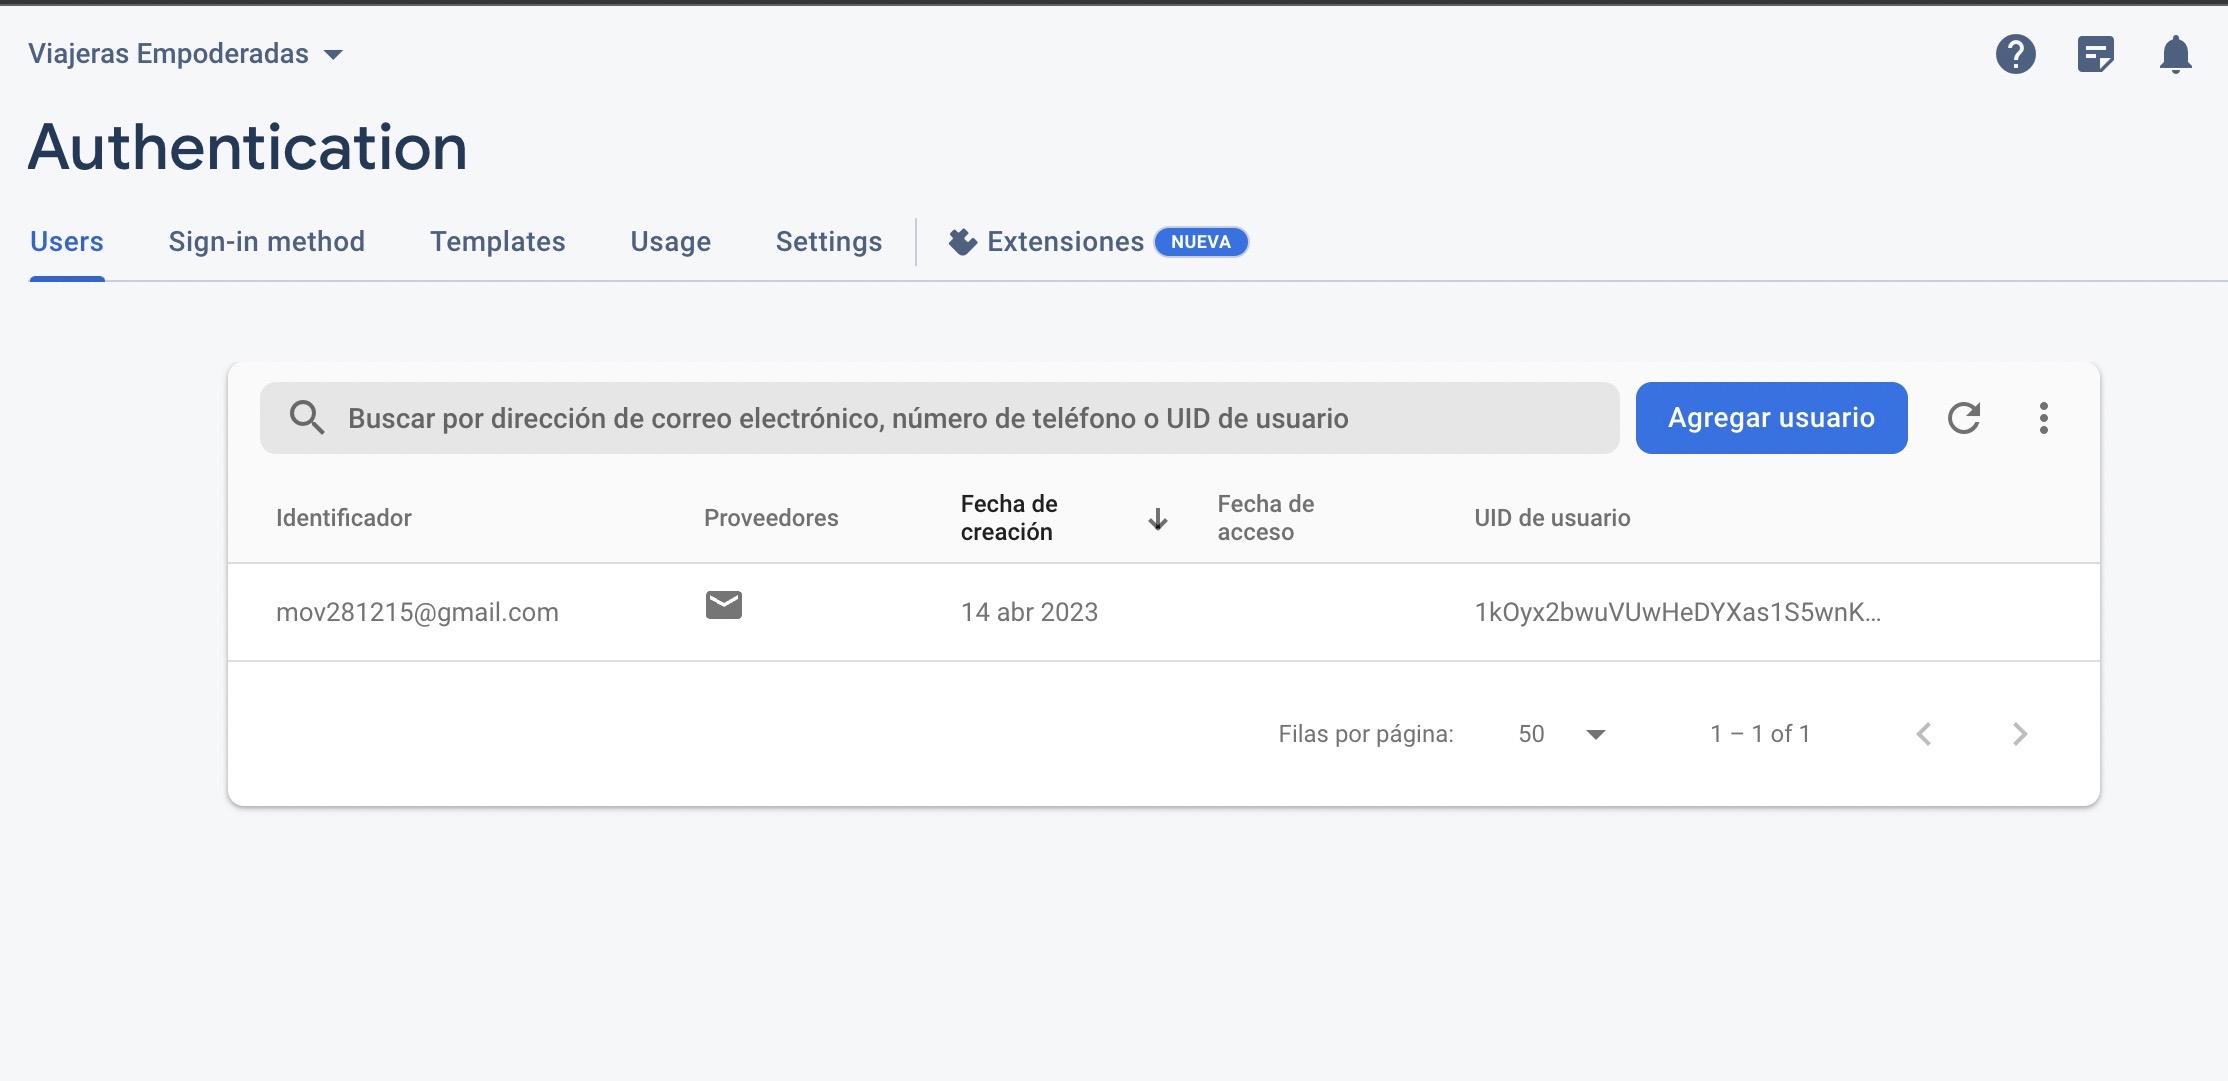 Viajeras Empoderadas
Authentication
Users Sign-in method Templates Usage Settings Extensiones NUEVA
Buscar por dirección de correo electrónico, número de teléfono o UID de usuario Agregar usuario
Identificador Proveedores Fecha de creación Fecha de acceso UID de usuario
mov281215@gmail.com 14 abr 2023 1kOyx2bwuVUwHeDYXas1S5wnK...
Filas por página: 50 1 – 1 of 1